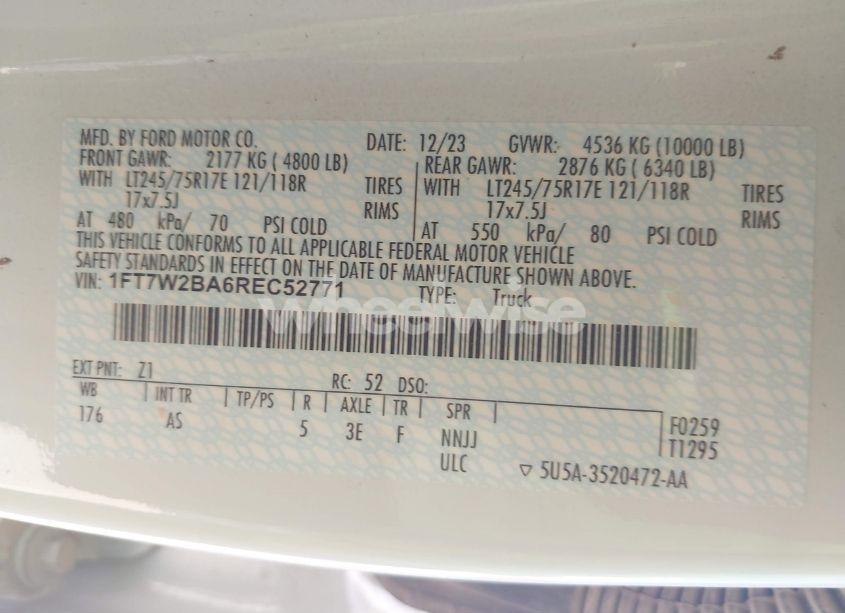 MFD. BY FORD MOTOR CO. DATE: 12/23 GVWR: 4536 KG (10000 LB)
FRONT GAWR: 2177 KG ( 4800 LB) REAR GAWR: 2876 KG ( 6340 LB)
WITH LT245/75R17E 121/118R TIRES WITH LT245/75R17E 121/118R TIRES
17x7.5J RIMS 17x7.5J RIMS
AT 480 kPa/ 70 PSI COLD AT 550 kPa/ 80 PSI COLD
THIS VEHICLE CONFORMS TO ALL APPLICABLE FEDERAL MOTOR VEHICLE
SAFETY STANDARDS IN EFFECT ON THE DATE OF MANUFACTURE SHOWN ABOVE.
VIN: 1FT7W2BA6REC52771 TYPE: Truck
wheelwise
EXT PNT: Z1 RC: 52 DSO:
WB INT TR TP/PS R AXLE TR SPR
176 AS 5 3E F NNJJ F0259
ULC T1295
5U5A-3520472-AA